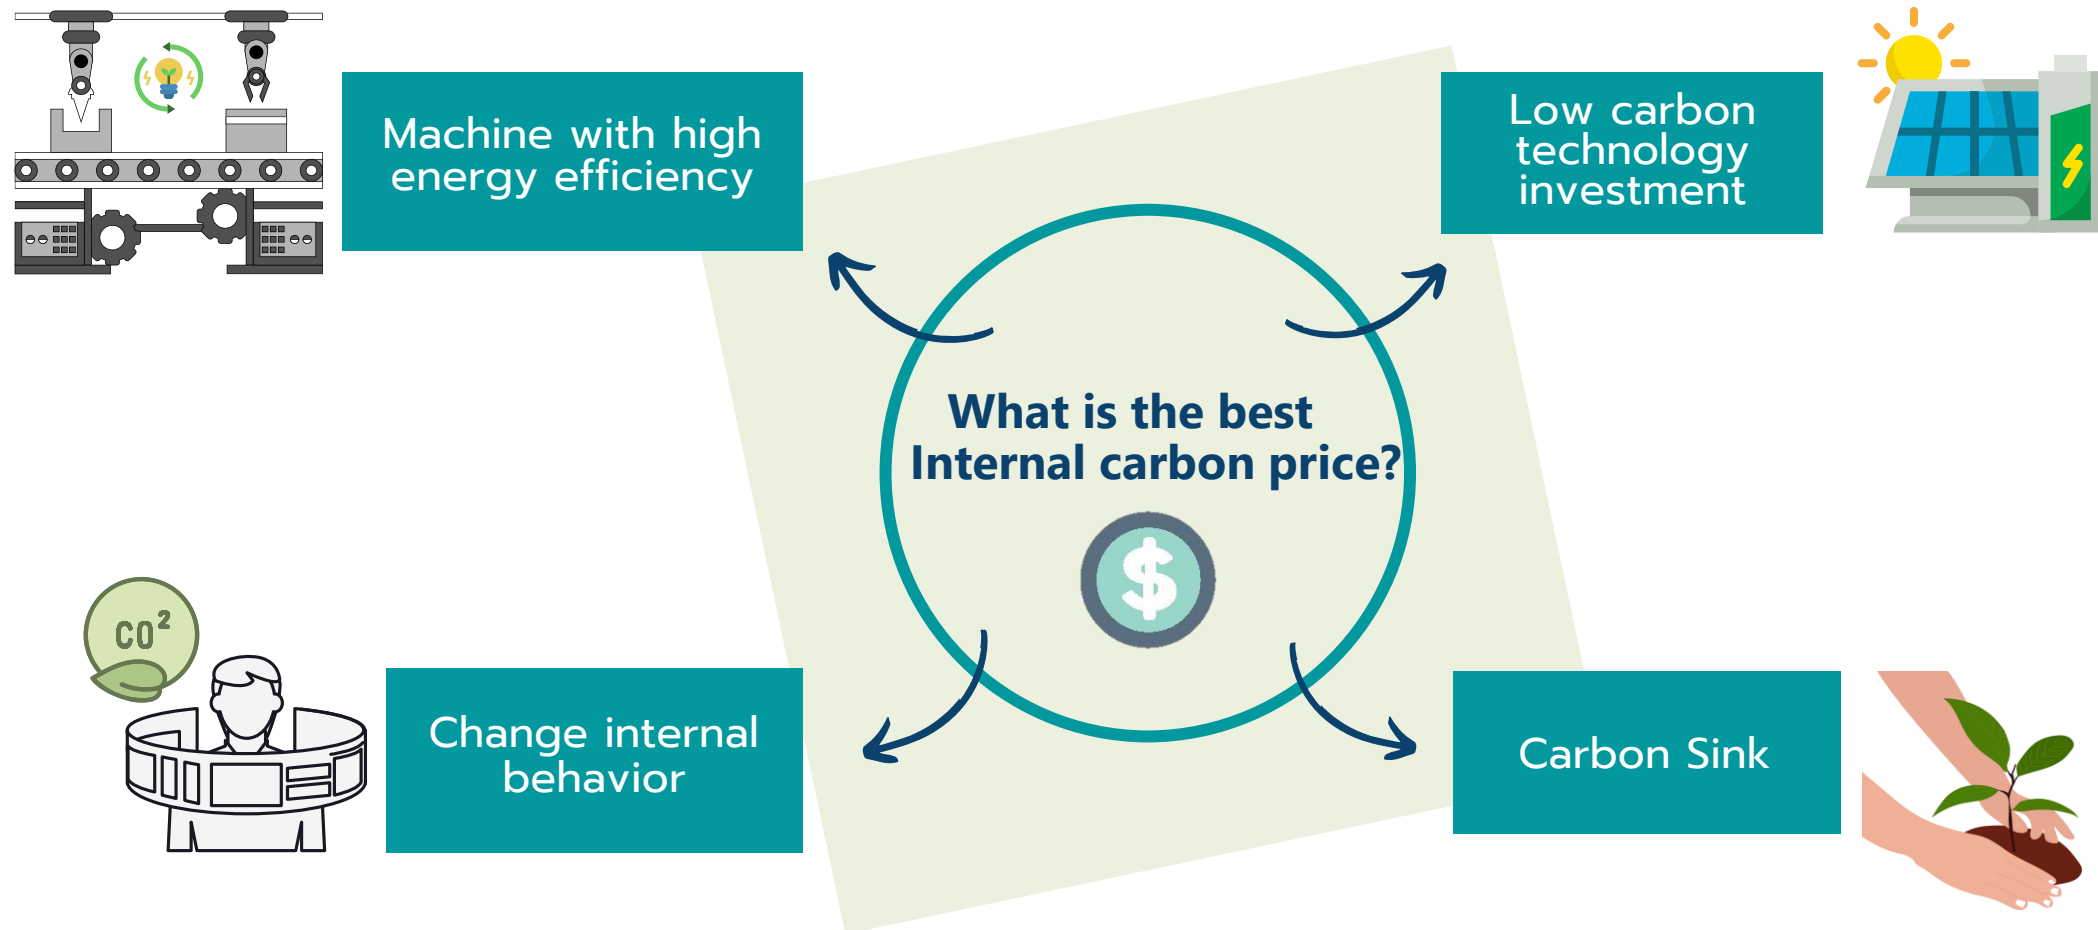 Machine with high
energy efficiency
Low carbon
technology
investment
What is the best
Internal carbon price?
$
CO²
Change internal
behavior
Carbon Sink